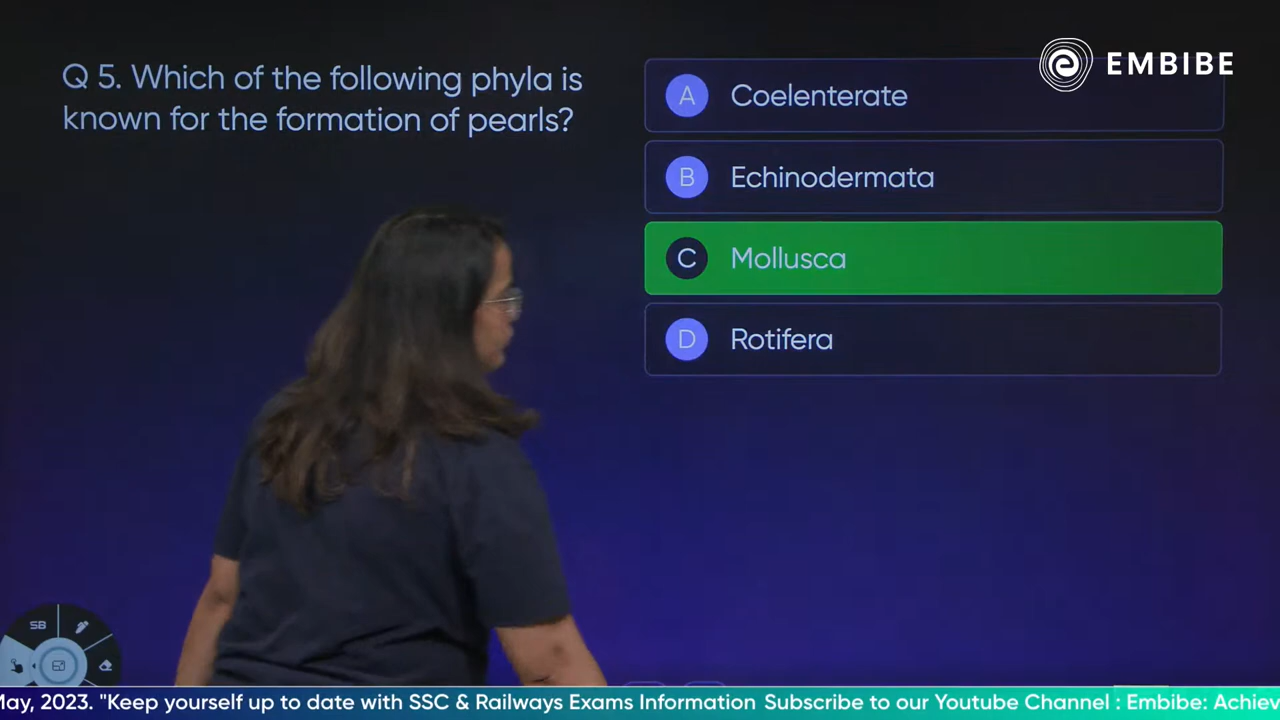 EMBIBE
Q 5. Which of the following phyla is
known for the formation of pearls?
A Coelenterate
B Echinodermata
C Mollusca
D Rotifera
SB
May, 2023. "Keep yourself up to date with SSC & Railways Exams Information Subscribe to our Youtube Channel : Embibe: Achiev